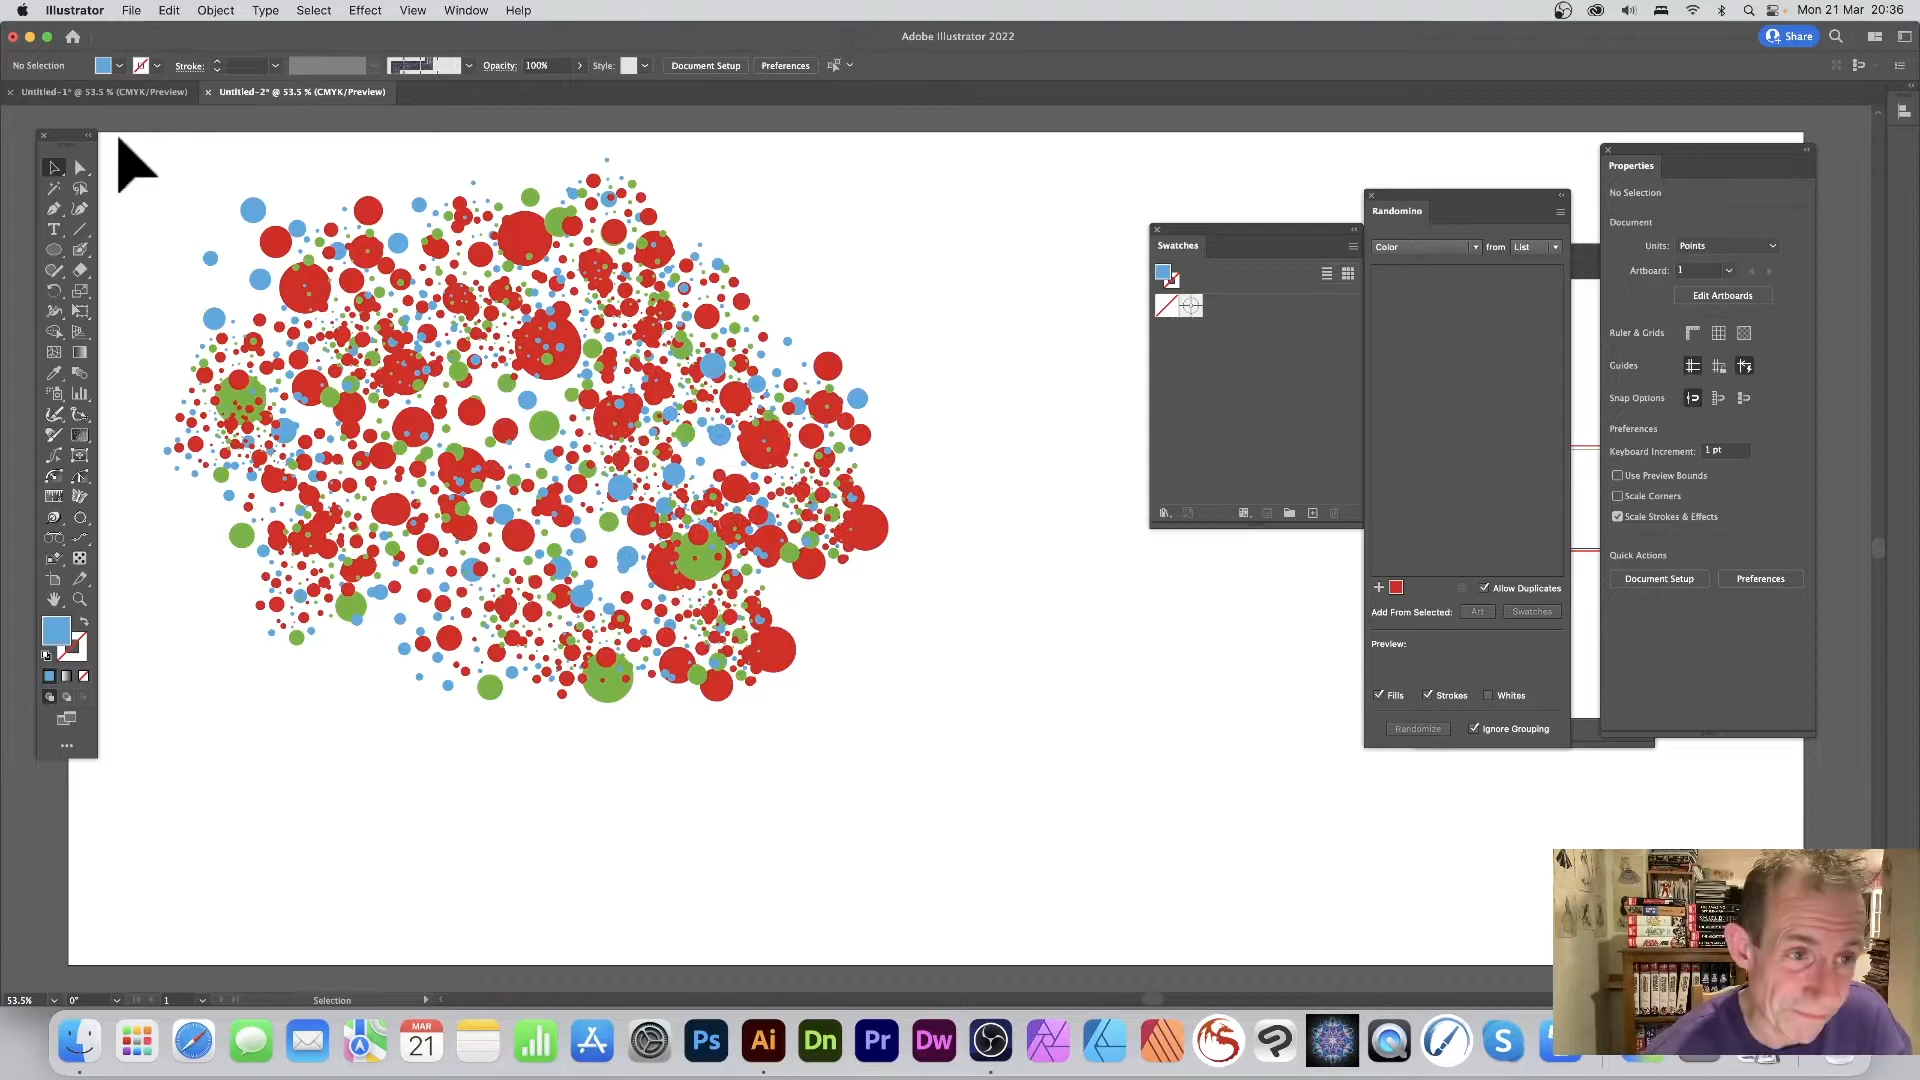 Illustrator File Edit Object Type Select Effect View Window Help Mon 21 Mar 20:36
Adobe Illustrator 2022
Share
No Selection Stroke: Opacity: 100% Style: Document Setup Preferences
Untitled-1* @ 53.5 % (CMYK/Preview) Untitled-2* @ 53.5 % (CMYK/Preview)
Properties
No Selection
Document
Units: Points
Artboard: 1
Edit Artboards
Ruler & Grids
Guides
Snap Options
Preferences
Keyboard Increment: 1 pt
Use Preview Bounds
Scale Corners
Scale Strokes & Effects
Quick Actions
Document Setup Preferences
Randomino
Color from List
Allow Duplicates
Add From Selected: Art Swatches
Preview:
Fills Strokes Whites
Randomize Ignore Grouping
Swatches
53.5% 0° 1 Selection
MAR
21
Ps Ai Dn Pr Dw